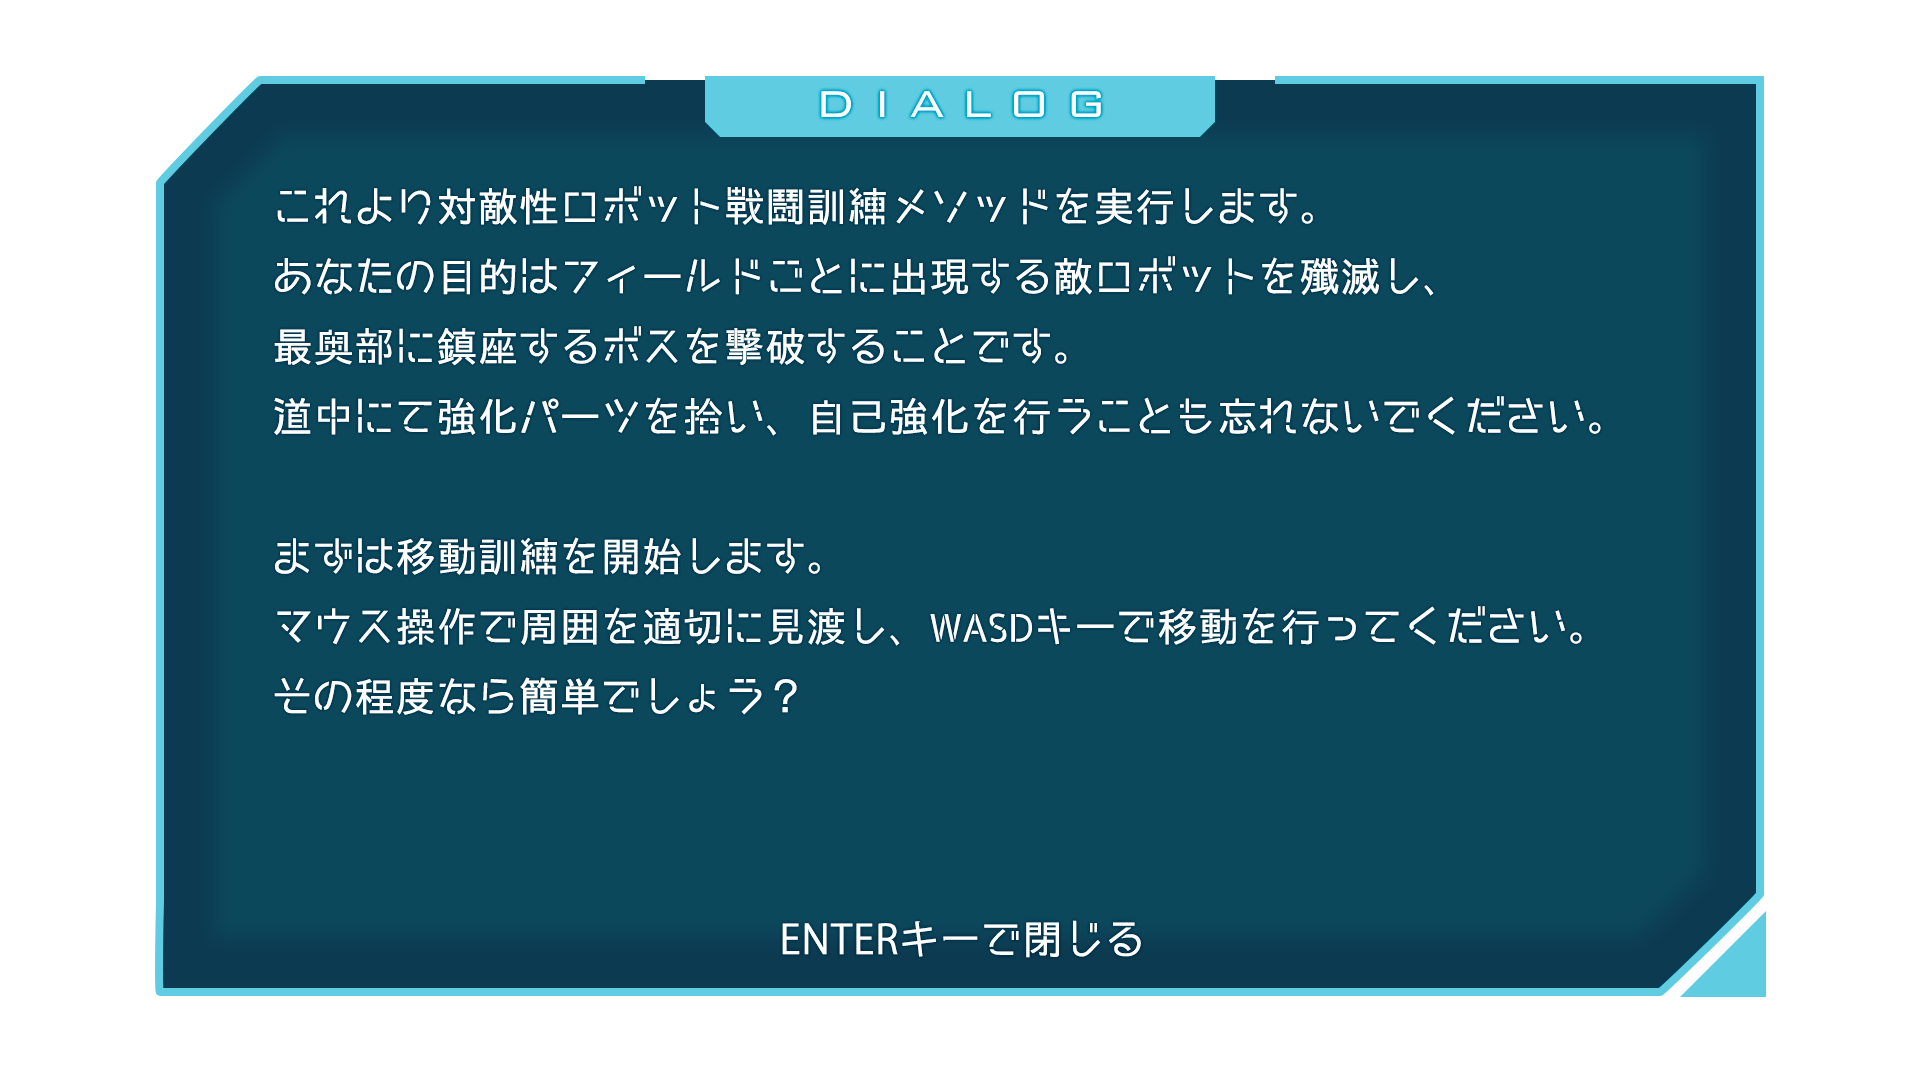 DIALOG
これより対敵性ロボット戦闘訓練メソッドを実行します。
あなたの目的はフィールドごとに出現する敵ロボットを殲滅し、
最奥部に鎮座するボスを撃破することです。
道中にて強化パーツを拾い、自己強化を行うことも忘れないでください。
まずは移動訓練を開始します。
マウス操作で周囲を適切に見渡し、WASDキーで移動を行ってください。
その程度なら簡単でしょう？
ENTERキーで閉じる